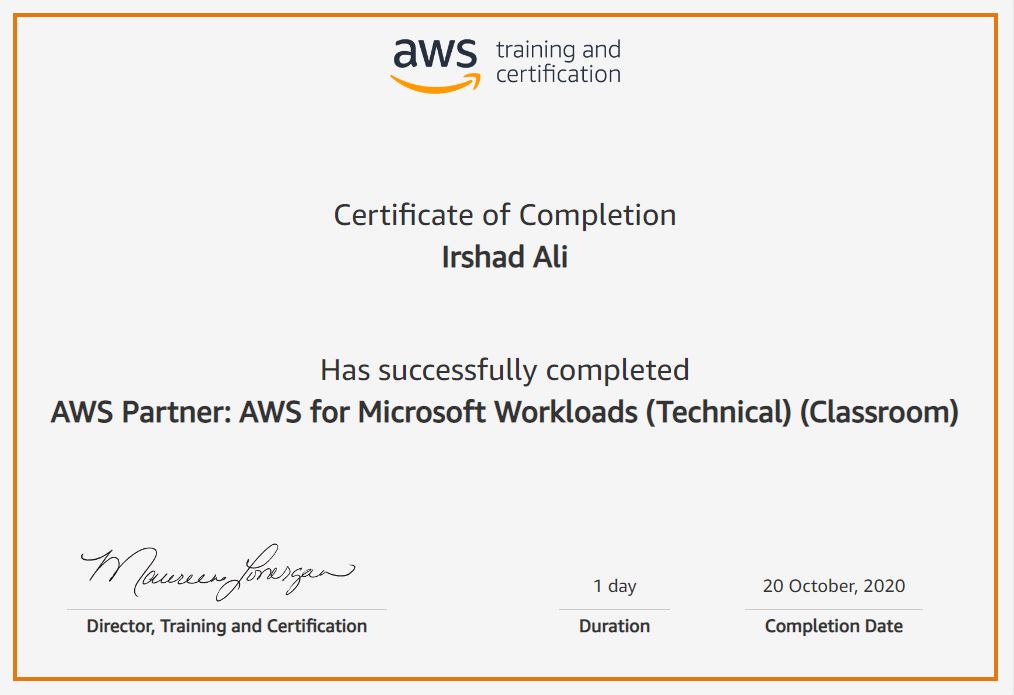 aws training and
certification
Certificate of Completion
Irshad Ali
Has successfully completed
AWS Partner: AWS for Microsoft Workloads (Technical) (Classroom)
Maureen Lonergan
1 day
20 October, 2020
Director, Training and Certification
Duration
Completion Date